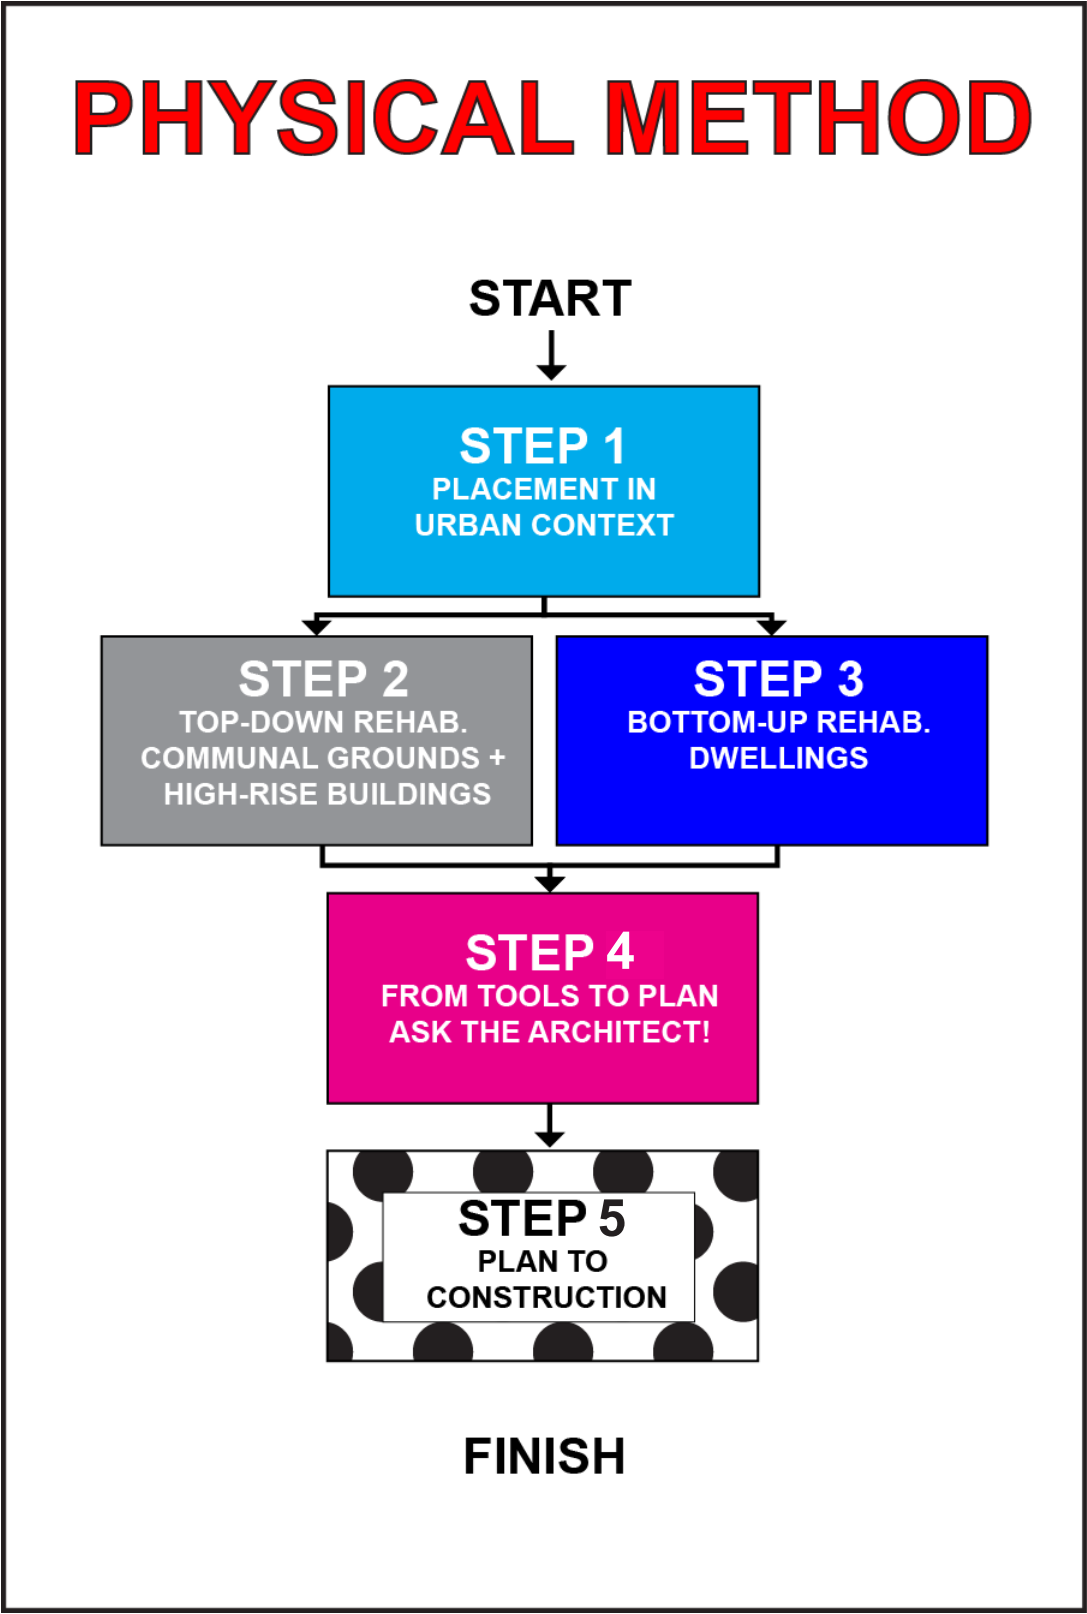 PHYSICAL METHOD
START
STEP 1
PLACEMENT IN
URBAN CONTEXT
STEP 2
TOP-DOWN REHAB.
COMMUNAL GROUNDS +
HIGH-RISE BUILDINGS
STEP 3
BOTTOM-UP REHAB.
DWELLINGS
STEP 4
FROM TOOLS TO PLAN
ASK THE ARCHITECT!
STEP 5
PLAN TO
CONSTRUCTION
FINISH